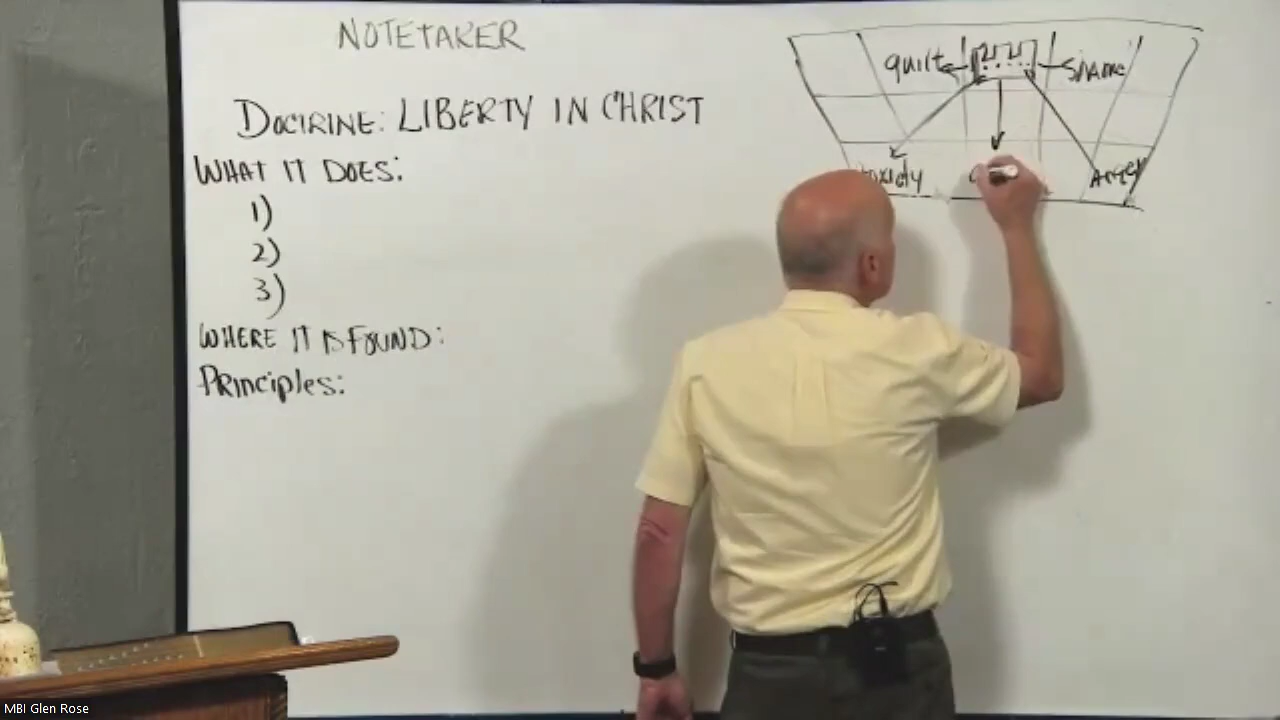 NOTETAKER
DOCTRINE: LIBERTY IN CHRIST
WHAT IT DOES:
1)
2)
3)
WHERE IT IS FOUND:
PRINCIPLES:
guilt
shame
Anger
MBI Glen Rose